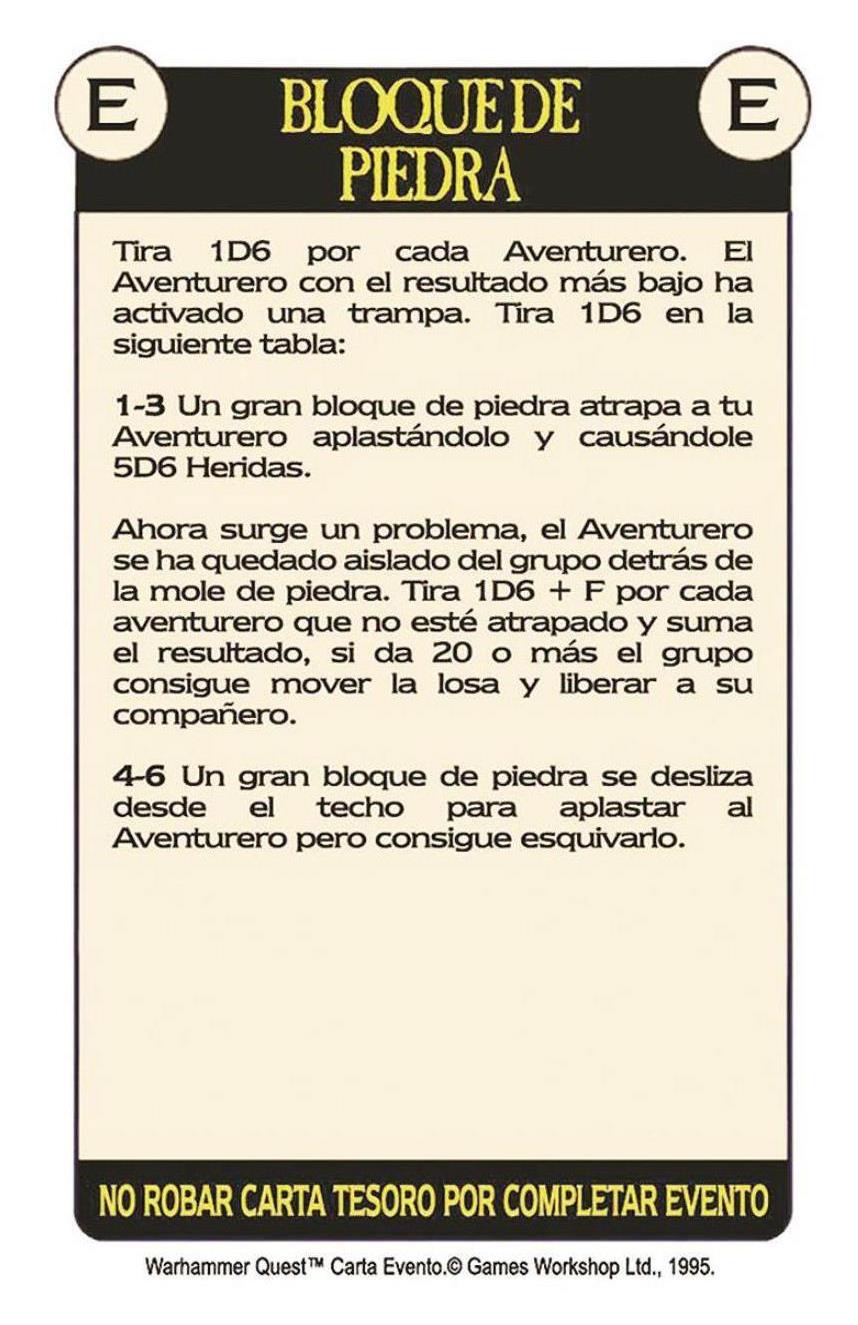 E
BLOQUE DE
E
PIEDRA
Tira 1D6 por cada Aventurero. El
Aventurero con el resultado más bajo ha
activado una trampa. Tira 1D6 en la
siguiente tabla:
1-3 Un gran bloque de piedra atrapa a tu
Aventurero aplastándolo y causándole
5D6 Heridas.
Ahora surge un problema, el Aventurero
se ha quedado aislado del grupo detrás de
la mole de piedra. Tira 1D6 + F por cada
aventurero que no esté atrapado y suma
el resultado, si da 20 o más el grupo
consigue mover la losa y liberar a su
compañero.
4-6 Un gran bloque de piedra se desliza
desde el techo para aplastar al
Aventurero pero consigue esquivarlo.
NO ROBAR CARTA TESORO POR COMPLETAR EVENTO
Warhammer Quest™ Carta Evento.© Games Workshop Ltd., 1995.